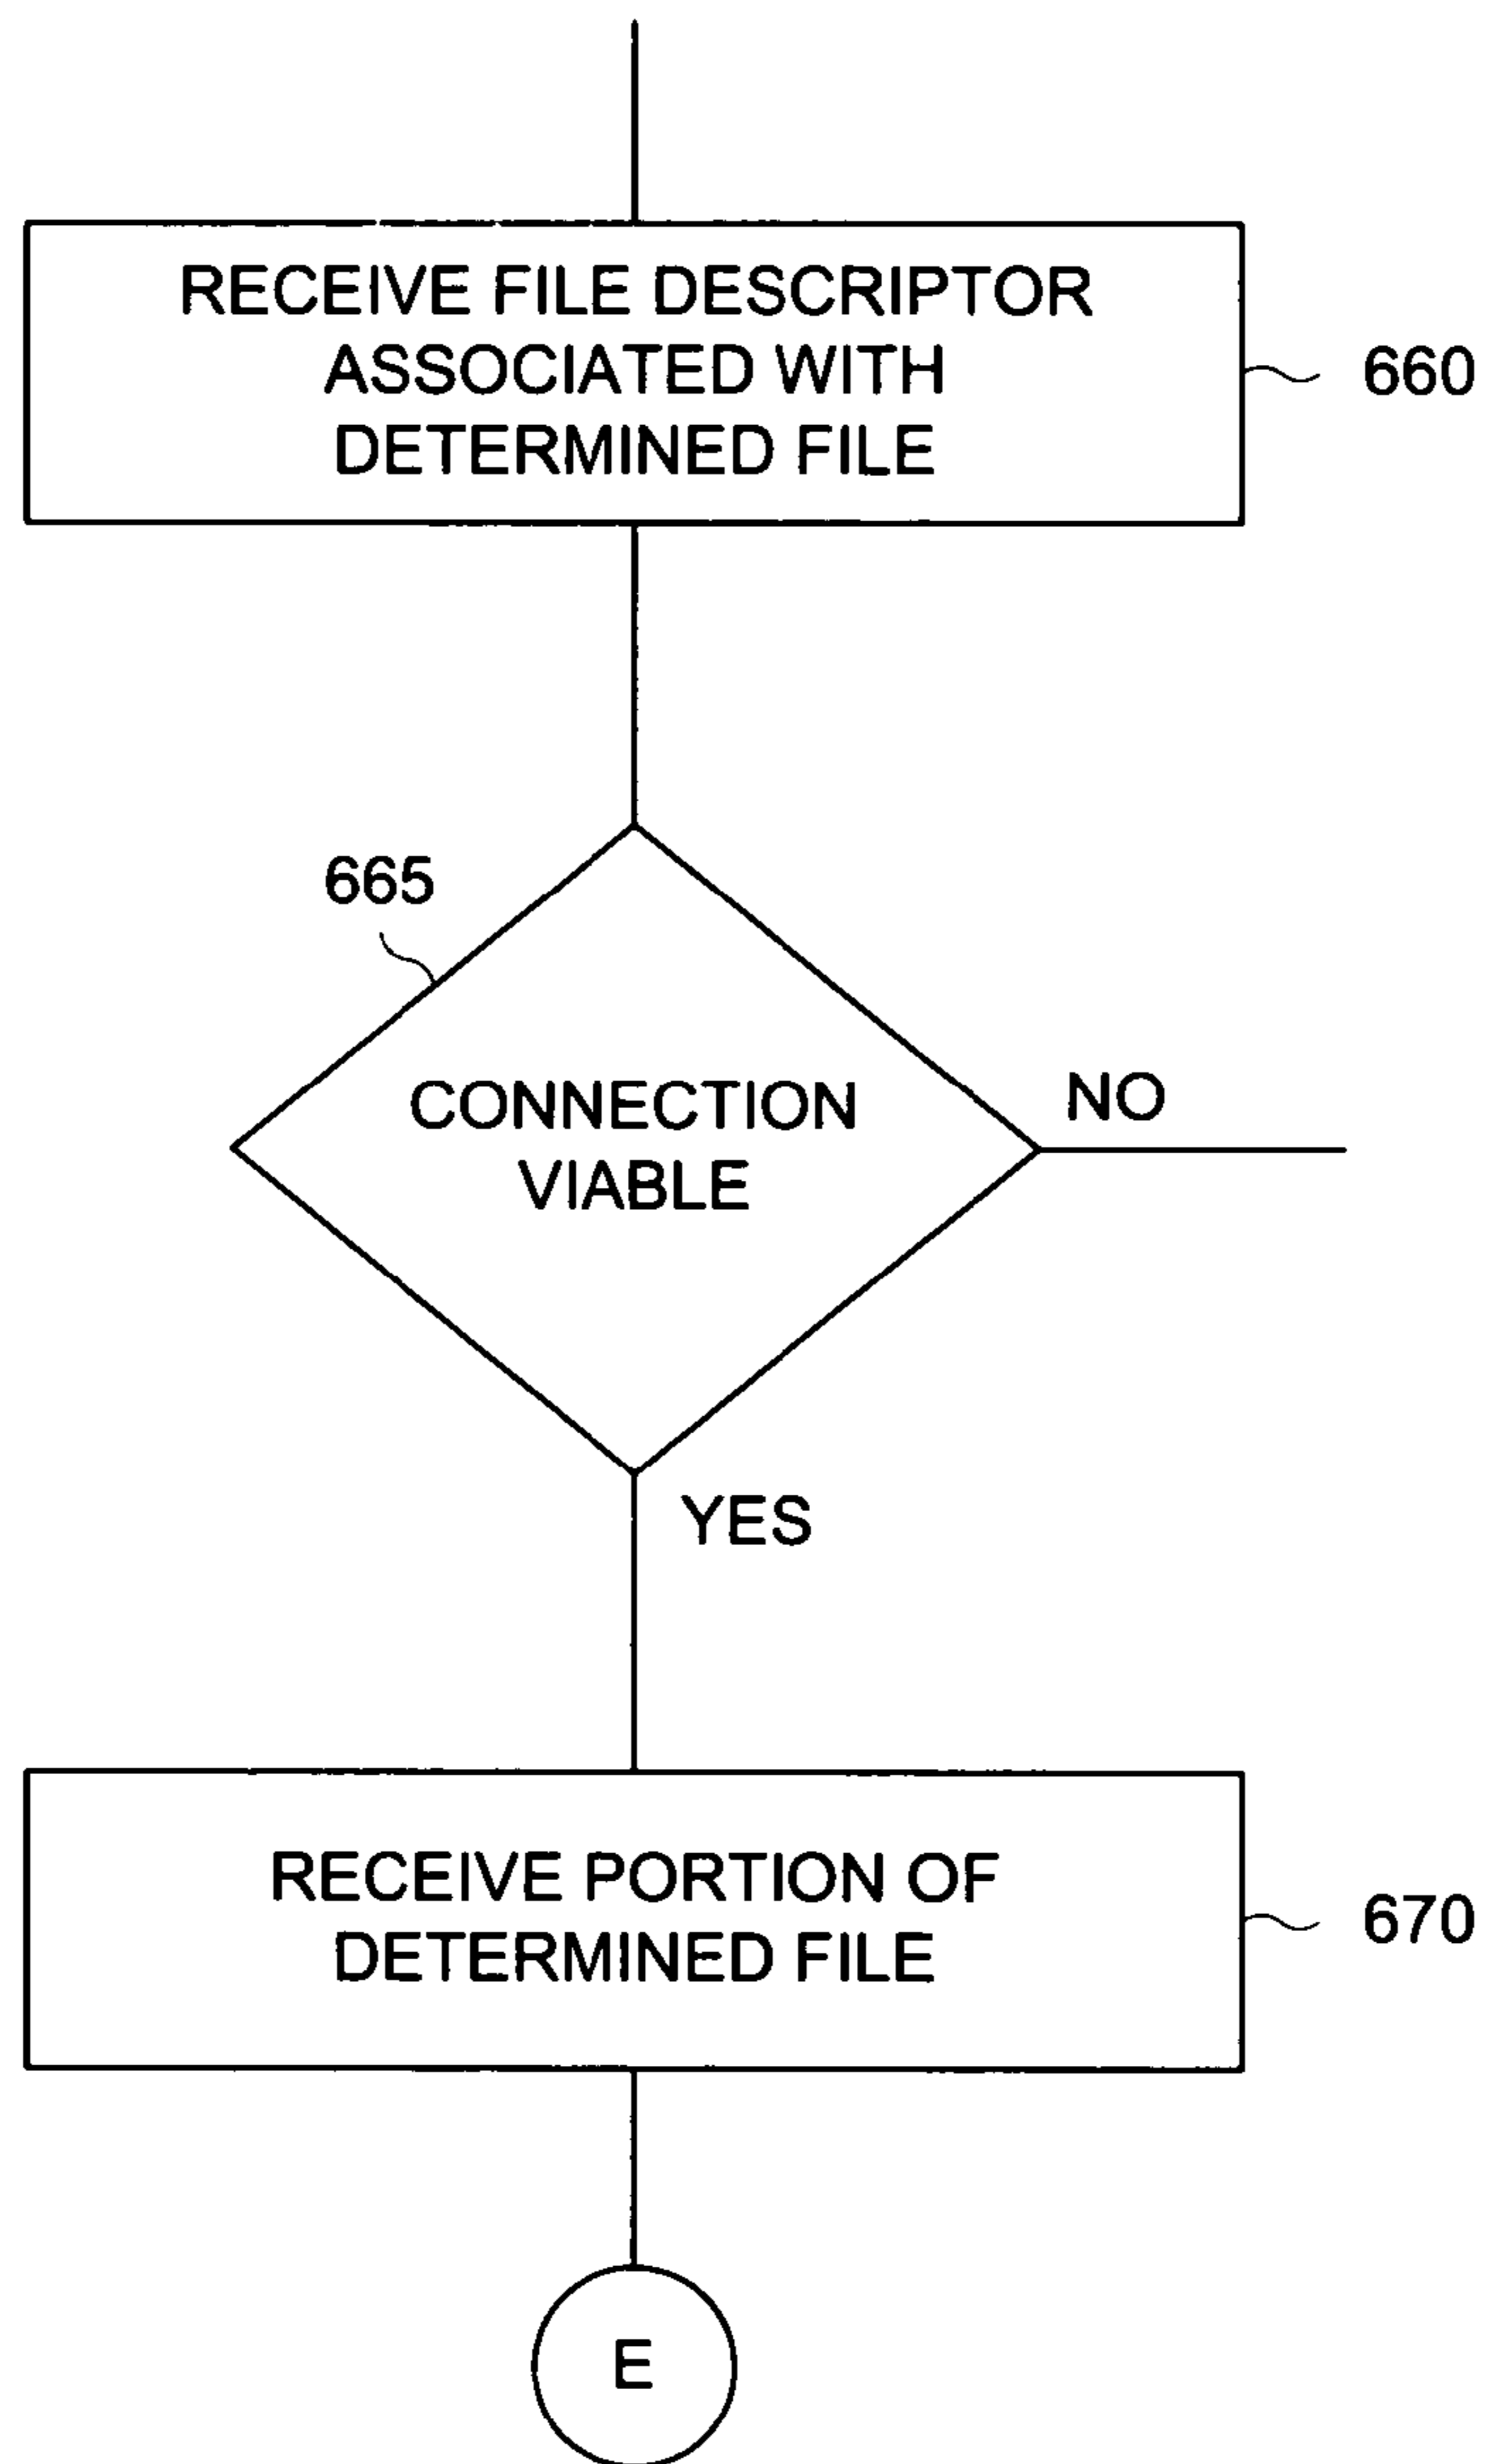 RECEIVE FILE DESCRIPTOR
ASSOCIATED WITH
DETERMINED FILE
660
665
CONNECTION
VIABLE
NO
YES
RECEIVE PORTION OF
DETERMINED FILE
670
E